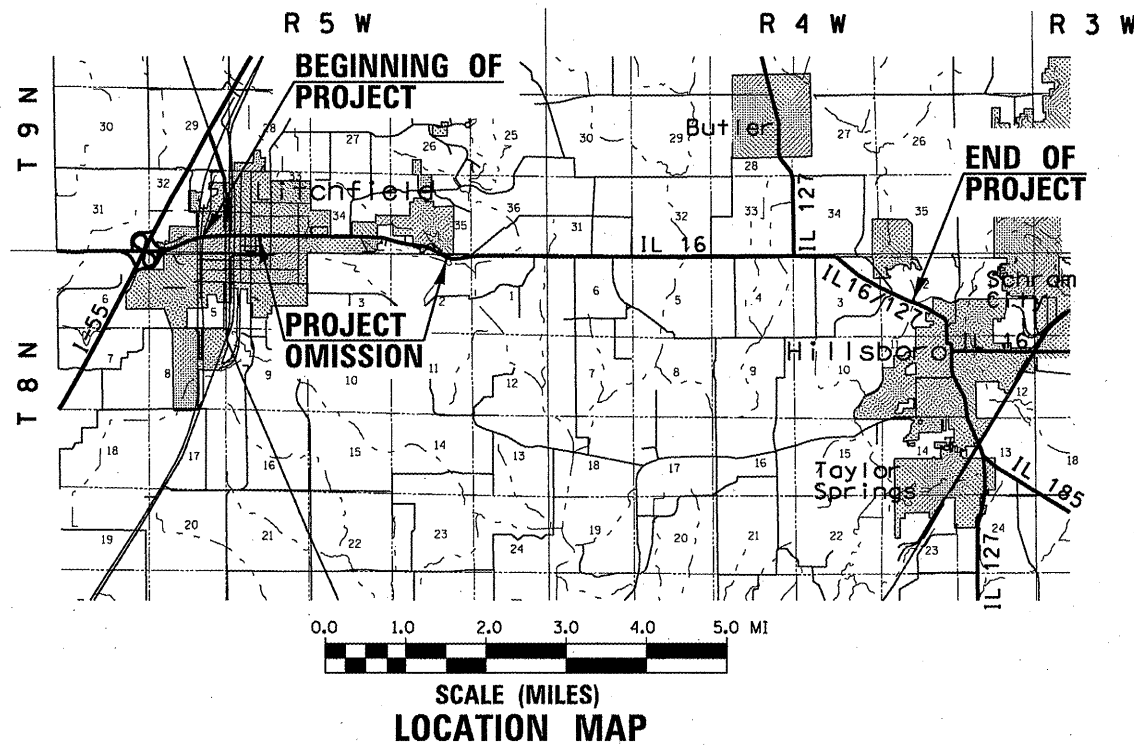 R 5 W
R 4 W
R 3 W
T 9 N
BEGINNING OF
PROJECT
30
29
28
27
26
25
30
29
Butler
28
27
26
END OF
PROJECT
32
33
Litchfield
31
34
35
36
31
32
33
34
35
IL 127
IL 16
IL 16/127
Schram
City
I-55
6
5
3
2
1
6
5
4
3
2
PROJECT
OMISSION
Hillsboro
16
T 8 N
7
8
9
10
11
12
7
8
9
10
12
18
17
16
15
14
13
18
17
16
15
14
13
18
Taylor
Springs
IL 185
19
20
21
22
23
24
19
20
21
22
23
24
IL 127
0.0 1.0 2.0 3.0 4.0 5.0 MI
SCALE (MILES)
LOCATION MAP